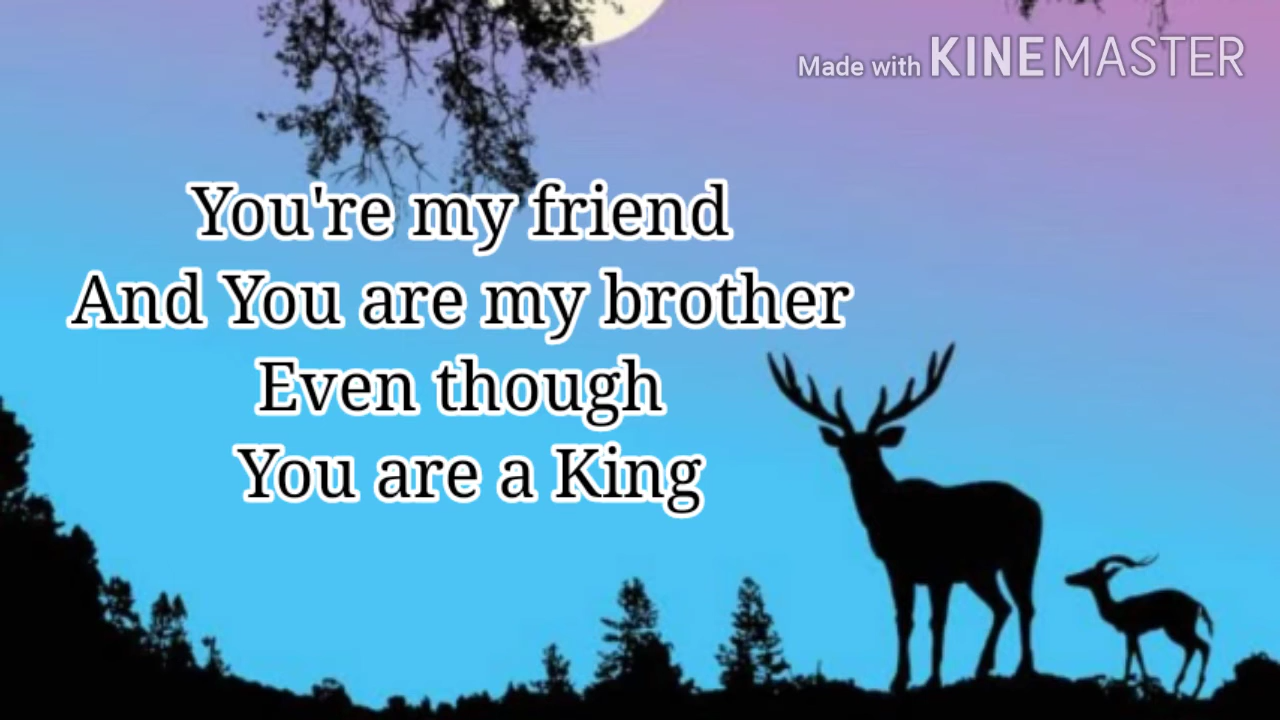 Made with KINEMASTER
You're my friend
And You are my brother
Even though
You are a King